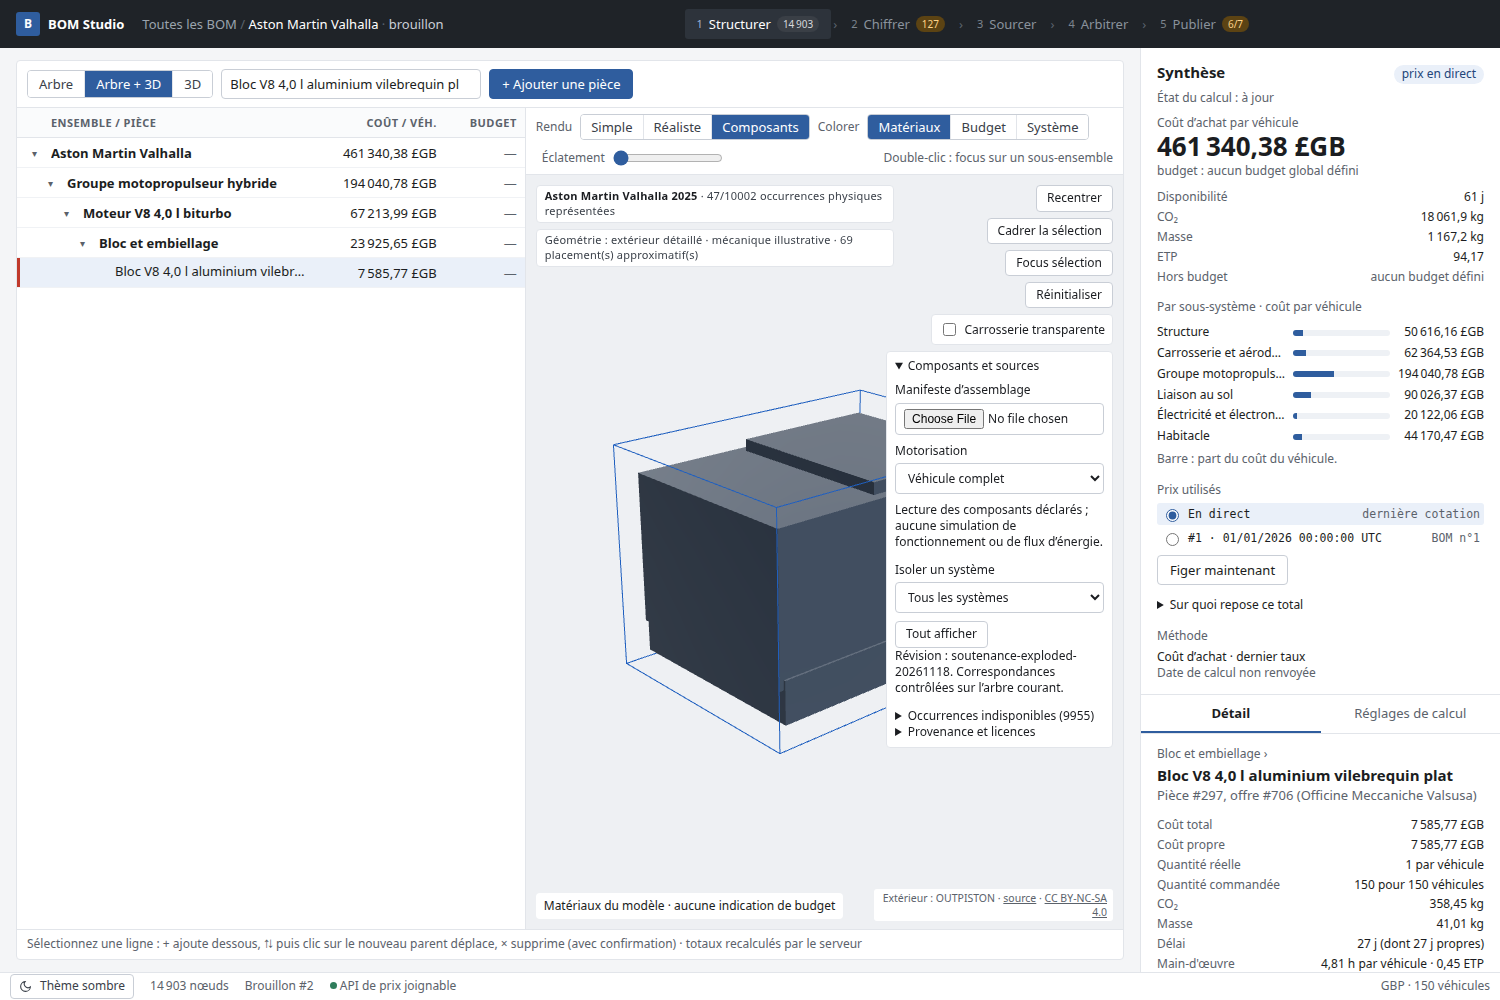 B BOM Studio Toutes les BOM / Aston Martin Valhalla · brouillon 1 Structurer 14 903 › 2 Chiffrer 127 › 3 Sourcer › 4 Arbitrer › 5 Publier 6/7
Arbre Arbre + 3D 3D Bloc V8 4,0 l aluminium vilebrequin pl + Ajouter une pièce
ENSEMBLE / PIÈCE COÛT / VÉH. BUDGET
▾ Aston Martin Valhalla 461 340,38 £GB —
▾ Groupe motopropulseur hybride 194 040,78 £GB —
▾ Moteur V8 4,0 l biturbo 67 213,99 £GB —
▾ Bloc et embiellage 23 925,65 £GB —
Bloc V8 4,0 l aluminium vilebr... 7 585,77 £GB —
Rendu Simple Réaliste Composants Colorer Matériaux Budget Système
Éclatement Double-clic : focus sur un sous-ensemble
Aston Martin Valhalla 2025 · 47/10002 occurrences physiques
représentées
Géométrie : extérieur détaillé · mécanique illustrative · 69
placement(s) approximatif(s)
Recentrer
Cadrer la sélection
Focus sélection
Réinitialiser
Carrosserie transparente
▼ Composants et sources
Manifeste d’assemblage
Choose File No file chosen
Motorisation
Véhicule complet
Lecture des composants déclarés ;
aucune simulation de
fonctionnement ou de flux d’énergie.
Isoler un système
Tous les systèmes
Tout afficher
Révision : soutenance-exploded-
20261118. Correspondances
contrôlées sur l’arbre courant.
▶ Occurrences indisponibles (9955)
▶ Provenance et licences
Matériaux du modèle · aucune indication de budget
Extérieur : OUTPISTON · source · CC BY-NC-SA
4.0
Sélectionnez une ligne : + ajoute dessous, ⇅ puis clic sur le nouveau parent déplace, × supprime (avec confirmation) · totaux recalculés par le serveur
Synthèse prix en direct
État du calcul : à jour
Coût d’achat par véhicule
461 340,38 £GB
budget : aucun budget global défini
Disponibilité 61 j
CO₂ 18 061,9 kg
Masse 1 167,2 kg
ETP 94,17
Hors budget aucun budget défini
Par sous-système · coût par véhicule
Structure 50 616,16 £GB
Carrosserie et aérod... 62 364,53 £GB
Groupe motopropuls... 194 040,78 £GB
Liaison au sol 90 026,37 £GB
Électricité et électron... 20 122,06 £GB
Habitacle 44 170,47 £GB
Barre : part du coût du véhicule.
Prix utilisés
En direct dernière cotation
#1 · 01/01/2026 00:00:00 UTC BOM n°1
Figer maintenant
▶ Sur quoi repose ce total
Méthode
Coût d’achat · dernier taux
Date de calcul non renvoyée
Détail Réglages de calcul
Bloc et embiellage ›
Bloc V8 4,0 l aluminium vilebrequin plat
Pièce #297, offre #706 (Officine Meccaniche Valsusa)
Coût total 7 585,77 £GB
Coût propre 7 585,77 £GB
Quantité réelle 1 par véhicule
Quantité commandée 150 pour 150 véhicules
CO₂ 358,45 kg
Masse 41,01 kg
Délai 27 j (dont 27 j propres)
Main-d'œuvre 4,81 h par véhicule · 0,45 ETP
Thème sombre 14 903 nœuds Brouillon #2 API de prix joignable GBP · 150 véhicules